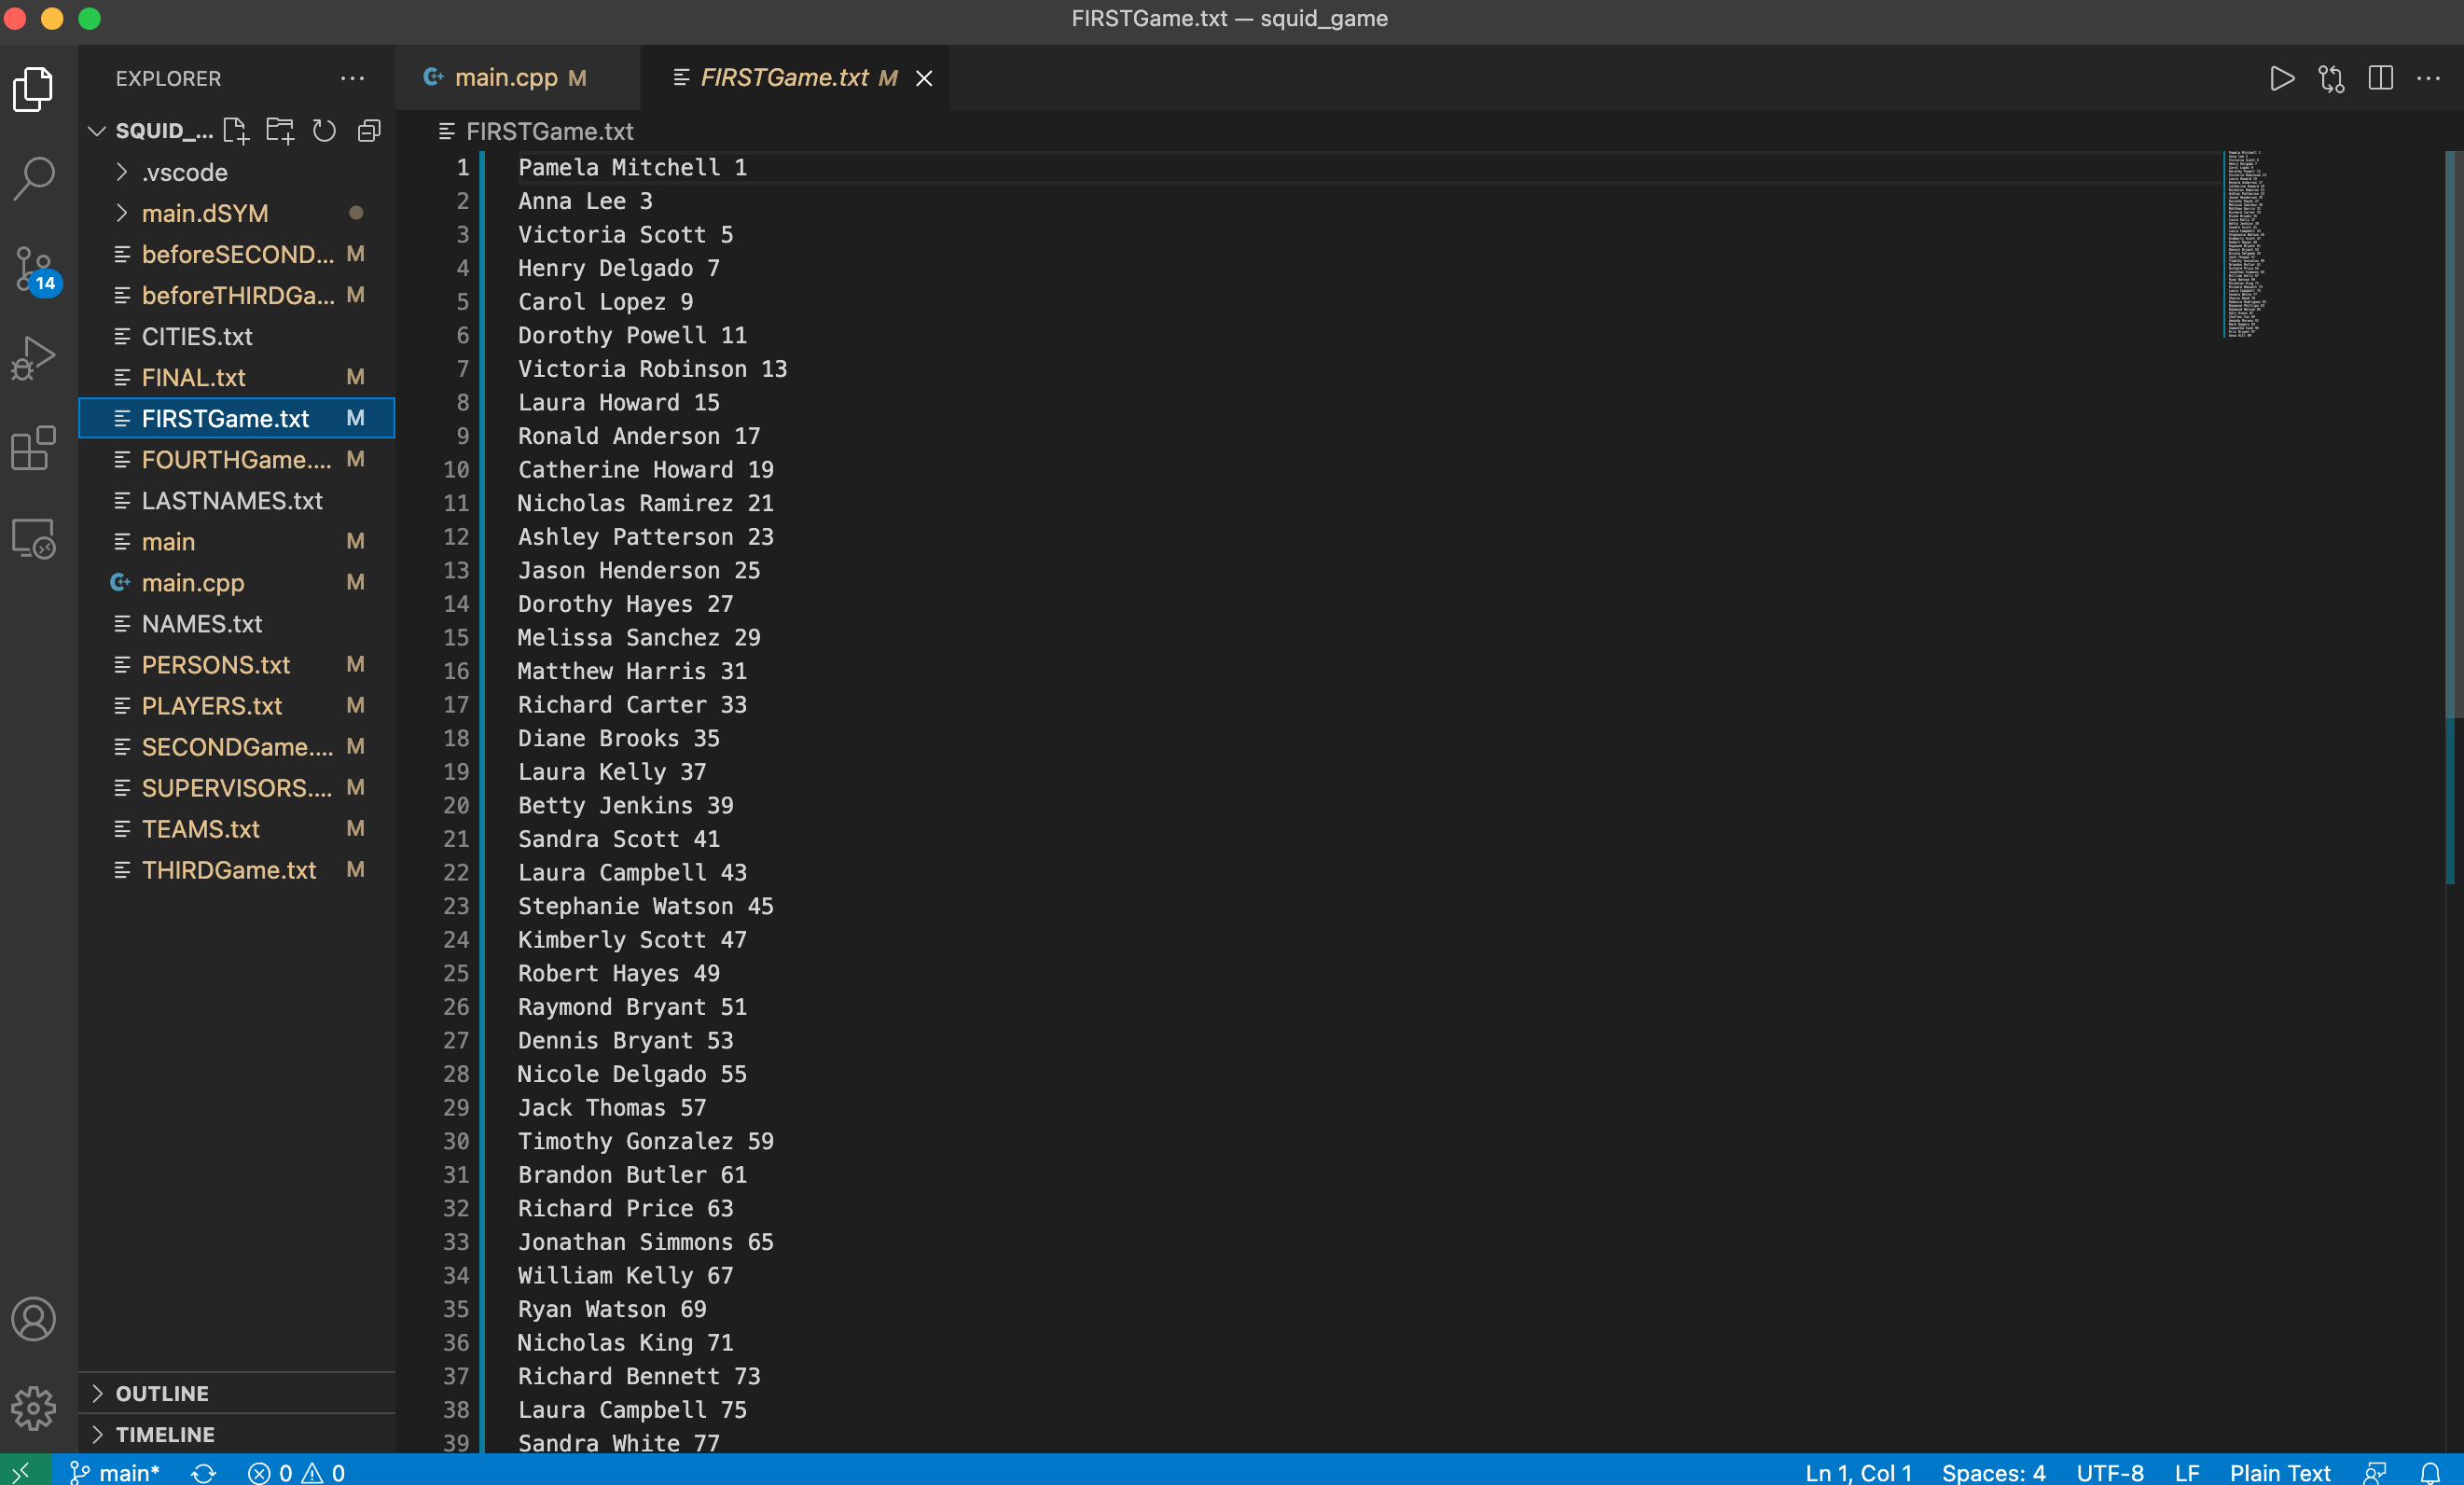 FIRSTGame.txt — squid_game
EXPLORER
SQUID_...
.vscode
main.dSYM
beforeSECOND... M
beforeTHIRDGa... M
CITIES.txt
FINAL.txt M
FIRSTGame.txt M
FOURTHGame.... M
LASTNAMES.txt
main M
main.cpp M
NAMES.txt
PERSONS.txt M
PLAYERS.txt M
SECONDGame.... M
SUPERVISORS.... M
TEAMS.txt M
THIRDGame.txt M
OUTLINE
TIMELINE
14
main.cpp M
FIRSTGame.txt M
FIRSTGame.txt
1 Pamela Mitchell 1
2 Anna Lee 3
3 Victoria Scott 5
4 Henry Delgado 7
5 Carol Lopez 9
6 Dorothy Powell 11
7 Victoria Robinson 13
8 Laura Howard 15
9 Ronald Anderson 17
10 Catherine Howard 19
11 Nicholas Ramirez 21
12 Ashley Patterson 23
13 Jason Henderson 25
14 Dorothy Hayes 27
15 Melissa Sanchez 29
16 Matthew Harris 31
17 Richard Carter 33
18 Diane Brooks 35
19 Laura Kelly 37
20 Betty Jenkins 39
21 Sandra Scott 41
22 Laura Campbell 43
23 Stephanie Watson 45
24 Kimberly Scott 47
25 Robert Hayes 49
26 Raymond Bryant 51
27 Dennis Bryant 53
28 Nicole Delgado 55
29 Jack Thomas 57
30 Timothy Gonzalez 59
31 Brandon Butler 61
32 Richard Price 63
33 Jonathan Simmons 65
34 William Kelly 67
35 Ryan Watson 69
36 Nicholas King 71
37 Richard Bennett 73
38 Laura Campbell 75
39 Sandra White 77
main* 0 0 Ln 1, Col 1 Spaces: 4 UTF-8 LF Plain Text